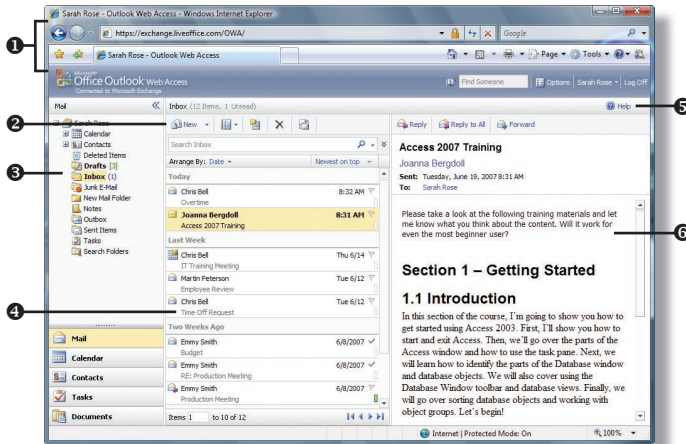 Sarah Rose - Outlook Web Access - Windows Internet Explorer
https://exchange.liveoffice.com/OWA/
Google
Sarah Rose - Outlook Web Access
Page Tools
Microsoft
Office Outlook Web Access
Connected to Microsoft Exchange
Find Someone Options Sarah Rose Log Off
Mail
Inbox (12 Items, 1 Unread)
Help
1
2
3
4
5
6
Sarah Rose
Calendar
Contacts
Deleted Items
Drafts [3]
Inbox (1)
Junk E-Mail
New Mail Folder
Notes
Outbox
Sent Items
Tasks
Search Folders
Mail
Calendar
Contacts
Tasks
Documents
New
Search Inbox
Arrange By: Date Newest on top
Today
Chris Bell 8:32 AM
Overtime
Joanna Bergdoll 8:31 AM
Access 2007 Training
Last Week
Chris Bell Thu 6/14
IT Training Meeting
Martin Peterson Tue 6/12
Employee Review
Chris Bell Tue 6/12
Time Off Request
Two Weeks Ago
Emmy Smith 6/8/2007
Budget
Emmy Smith 6/8/2007
RE: Production Meeting
Emmy Smith 6/8/2007
Production Meeting
Items 1 to 10 of 12
Reply Reply to All Forward
Access 2007 Training
Joanna Bergdoll
Sent: Tuesday, June 19, 2007 8:31 AM
To: Sarah Rose
Please take a look at the following training materials and let
me know what you think about the content. Will it work for
even the most beginner user?
Section 1 – Getting Started
1.1 Introduction
In this section of the course, I'm going to show you how to
get started using Access 2003. First, I'll show you how to
start and exit Access. Then, we'll go over the parts of the
Access window and how to use the task pane. Next, we
will learn how to identify the parts of the Database window
and database objects. We will also cover using the
Database Window toolbar and database views. Finally, we
will go over sorting database objects and working with
object groups. Let's begin!
Internet | Protected Mode: On
100%